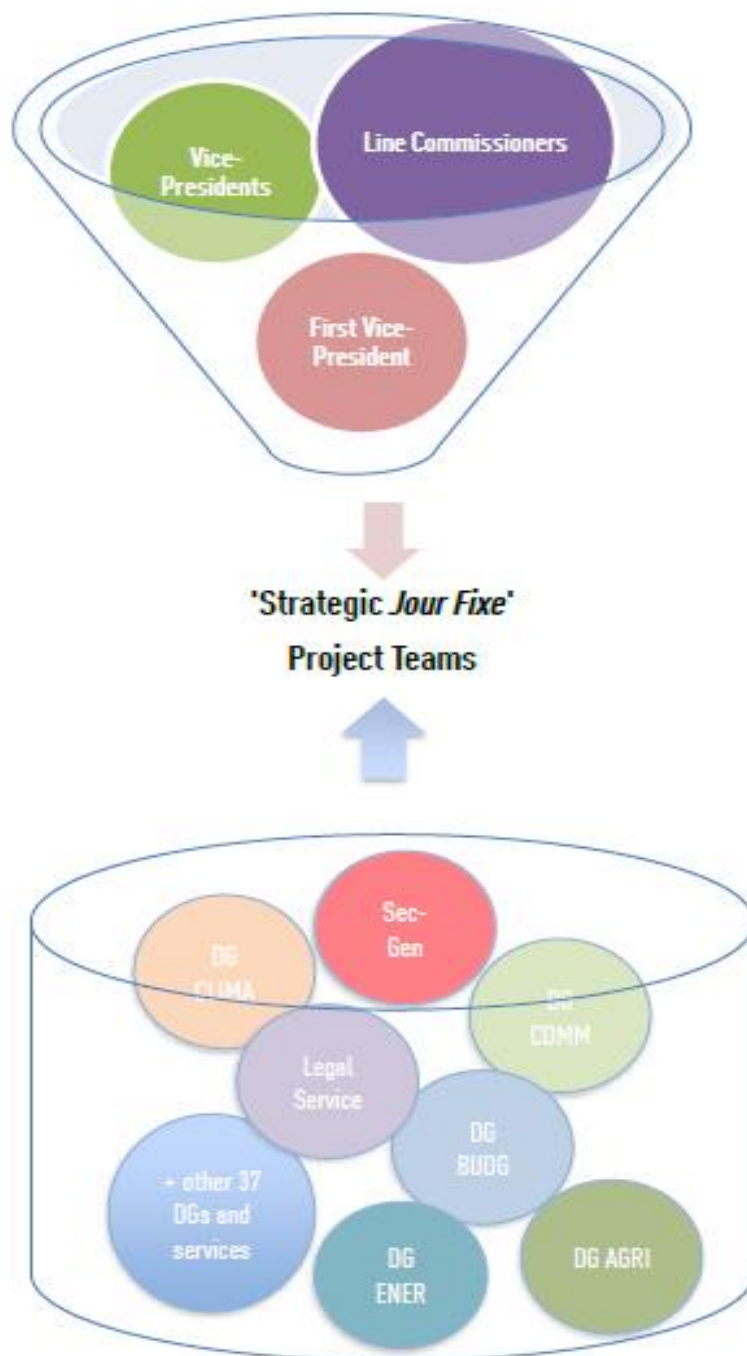 Vice-
Presidents
Line Commissioners
First Vice-
President
'Strategic Jour Fixe'
Project Teams
Sec-
Gen
DG
CLIMA
DG
COMM
Legal
Service
DG
BUDG
+ other 37
DGs and
services
DG
ENER
DG AGRI